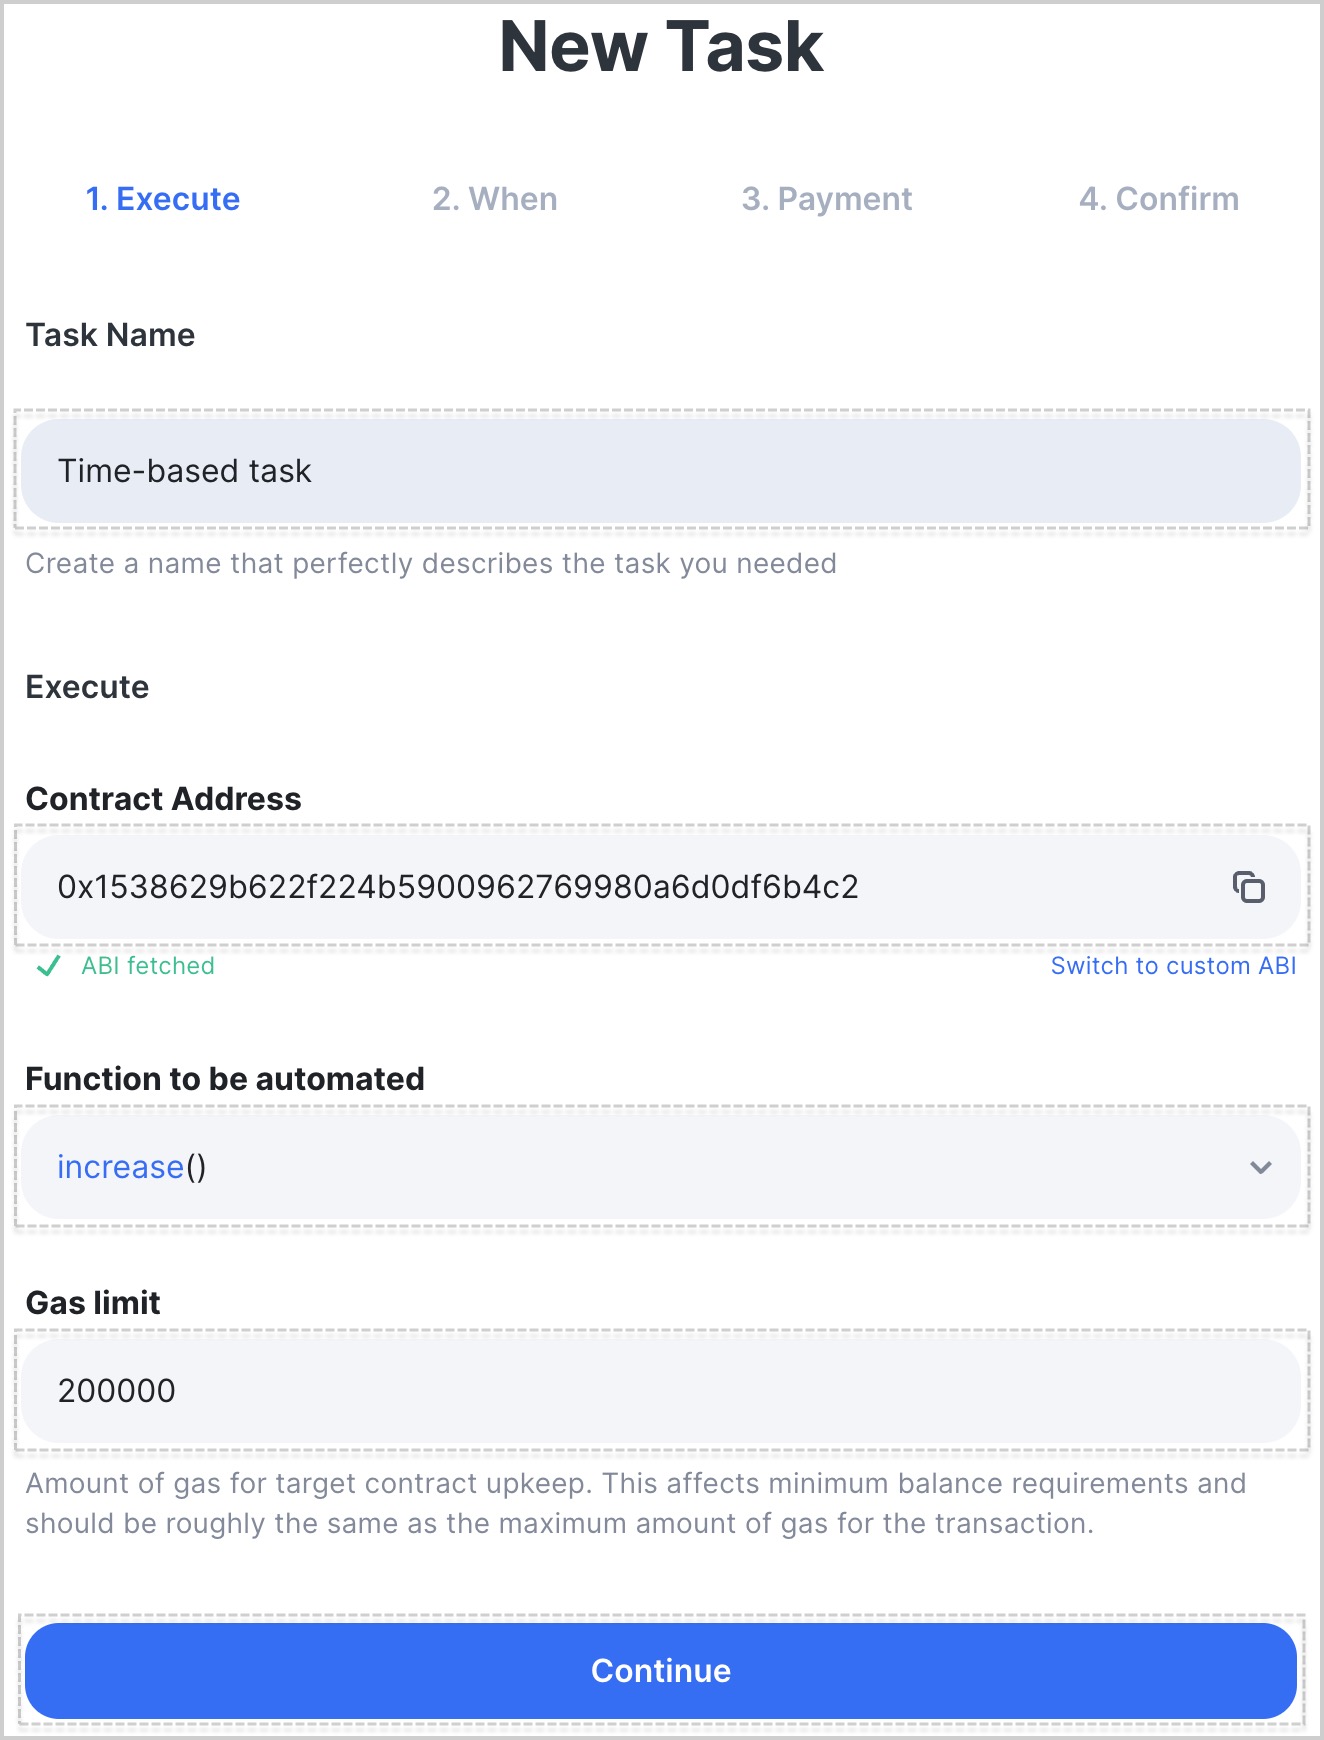 New Task
1. Execute
2. When
3. Payment
4. Confirm
Task Name
Time-based task
Create a name that perfectly describes the task you needed
Execute
Contract Address
0x1538629b622f224b5900962769980a6d0df6b4c2
ABI fetched
Switch to custom ABI
Function to be automated
increase()
Gas limit
200000
Amount of gas for target contract upkeep. This affects minimum balance requirements and
should be roughly the same as the maximum amount of gas for the transaction.
Continue